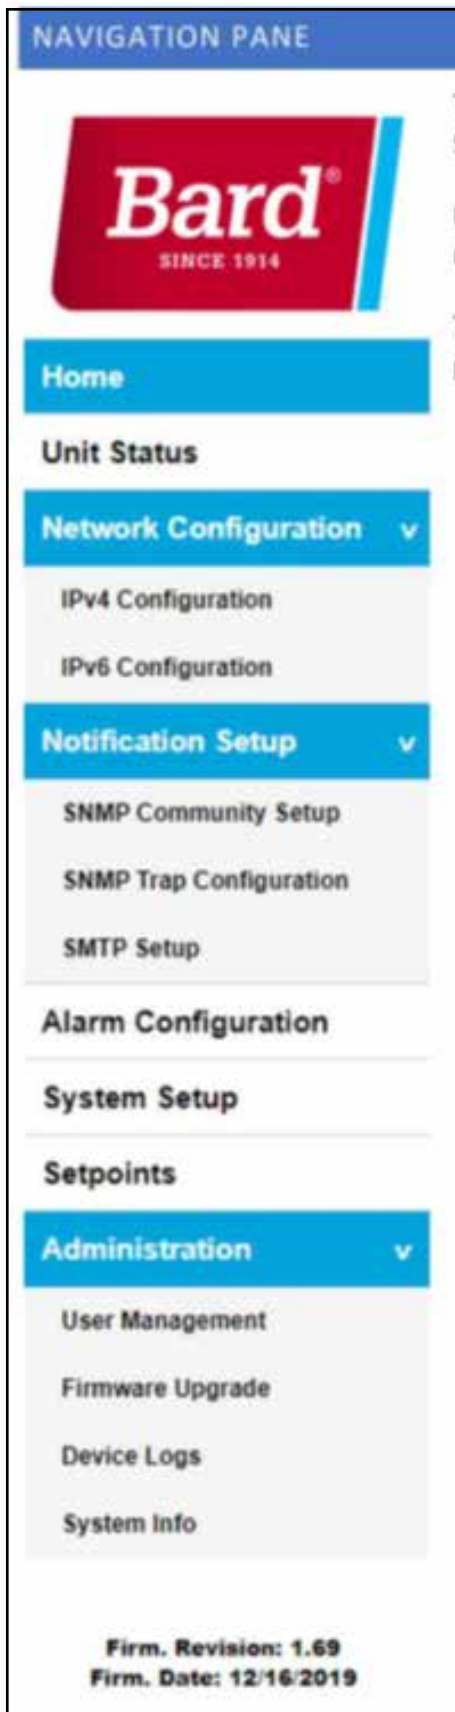 NAVIGATION PANE
Bard®
SINCE 1914
Home
Unit Status
Network Configuration v
IPv4 Configuration
IPv6 Configuration
Notification Setup v
SNMP Community Setup
SNMP Trap Configuration
SMTP Setup
Alarm Configuration
System Setup
Setpoints
Administration v
User Management
Firmware Upgrade
Device Logs
System Info
Firm. Revision: 1.69
Firm. Date: 12/16/2019